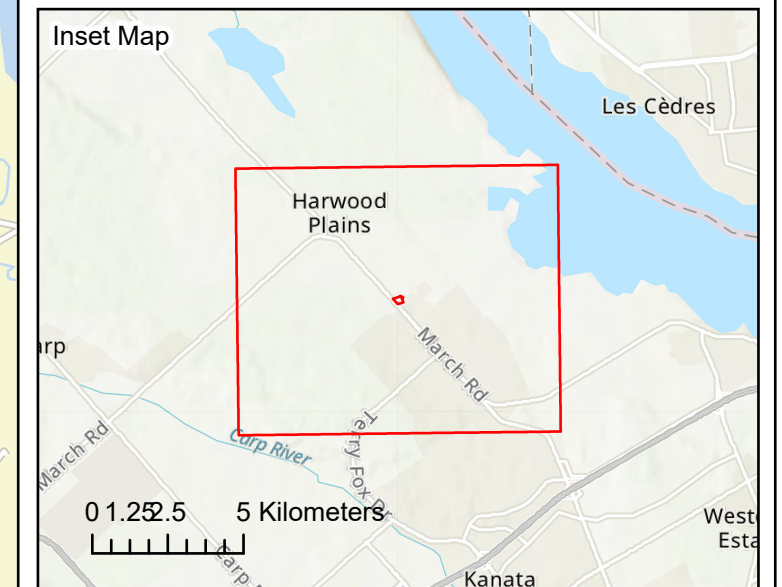 Inset Map
Les Cèdres
Harwood
Plains
arp
March Rd
Terry Fox Dr
March Rd
Carp River
0 1.25 2.5 5 Kilometers
West
Esta
Carp
Kanata